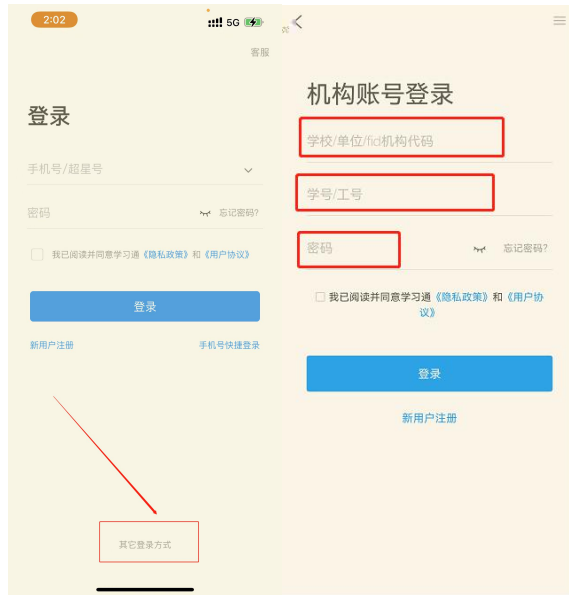 2:02
5G
客服
登录
手机号/超星号
密码
忘记密码?
我已阅读并同意学习通《隐私政策》和《用户协议》
登录
新用户注册
手机号快捷登录
其它登录方式
机构账号登录
学校/单位/fid机构代码
学号/工号
密码
忘记密码?
我已阅读并同意学习通《隐私政策》和《用户协
议》
登录
新用户注册